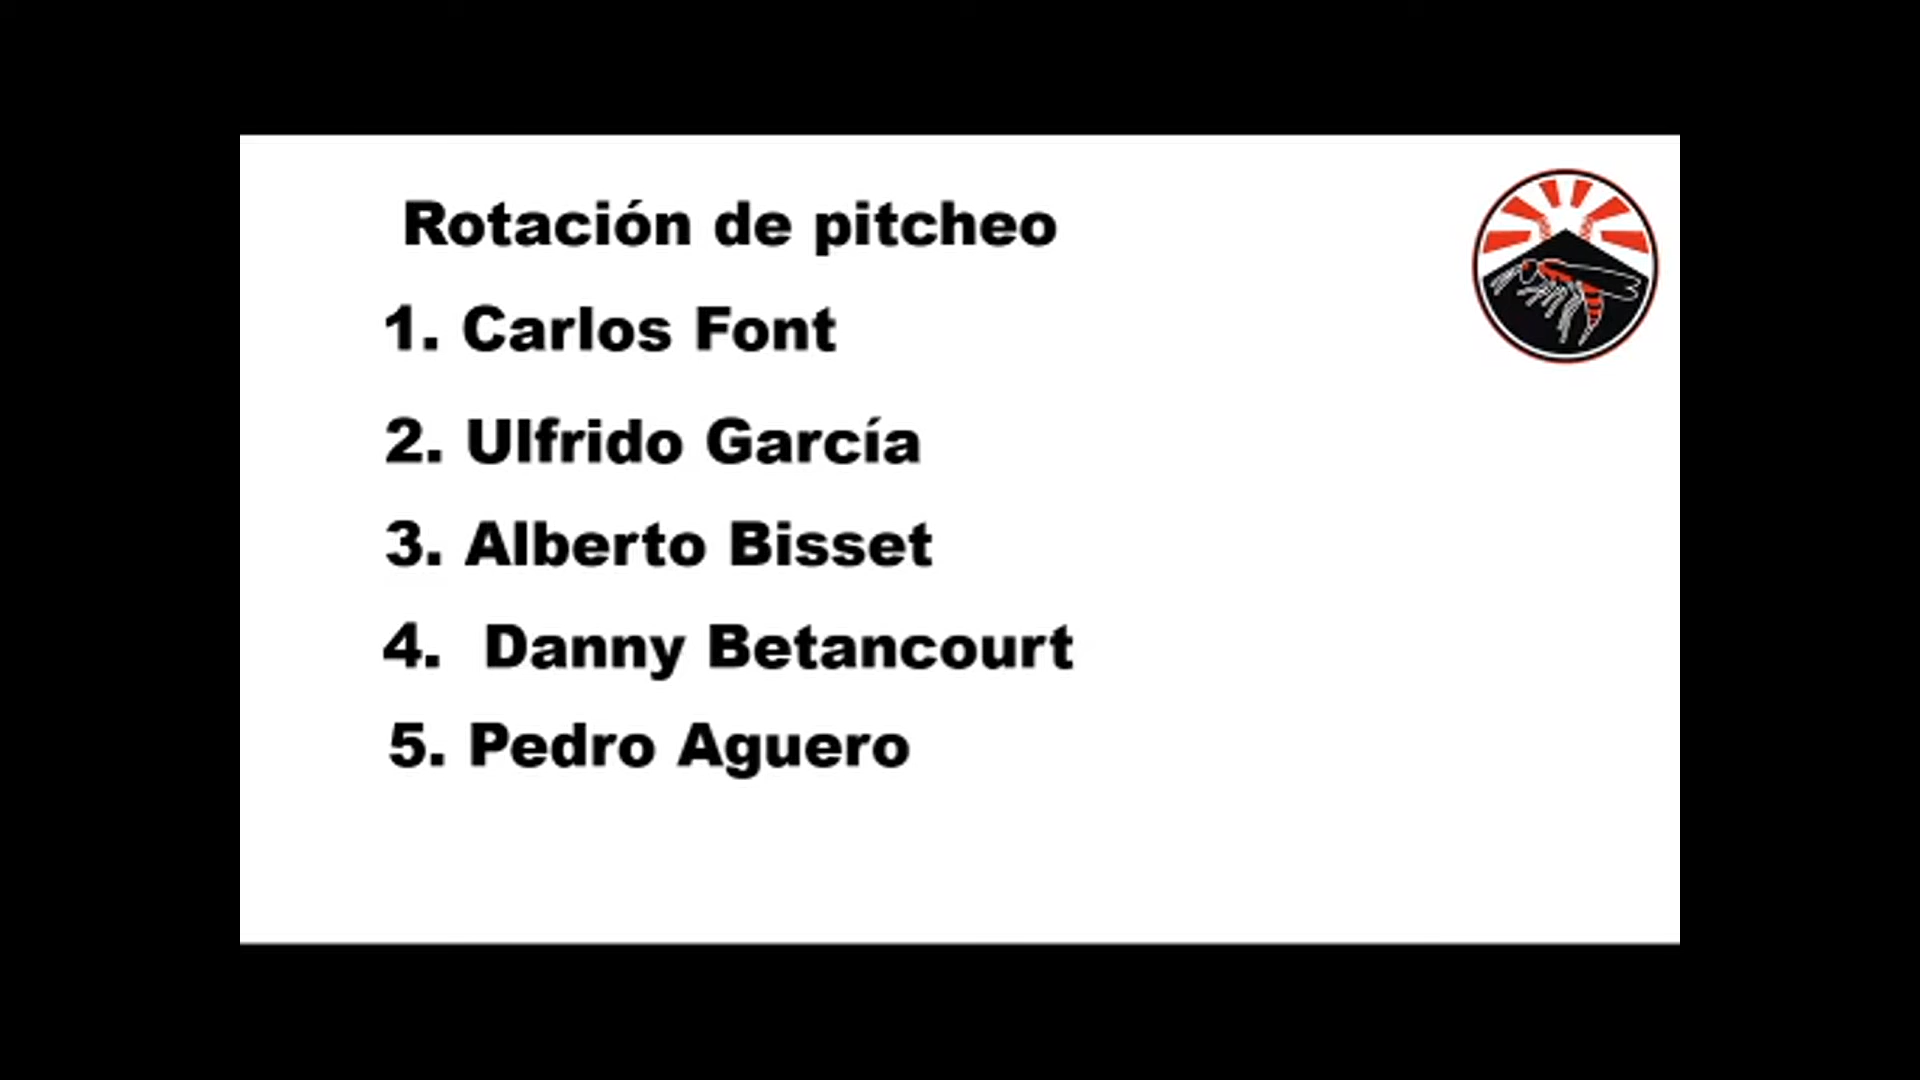 Rotación de pitcheo
1. Carlos Font
2. Ulfrido García
3. Alberto Bisset
4. Danny Betancourt
5. Pedro Aguero